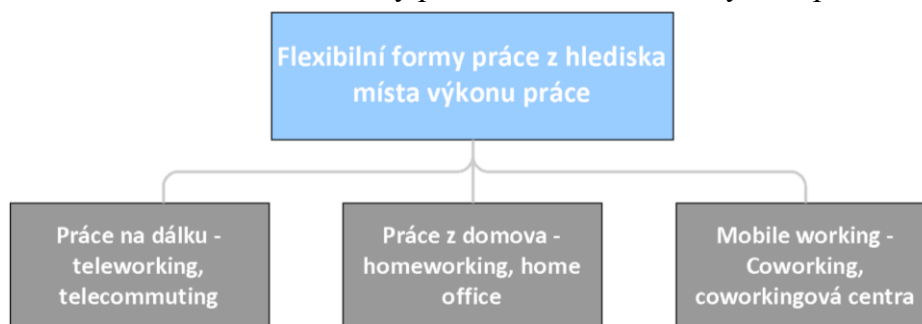 Flexibilní formy práce z hlediska
místa výkonu práce
Práce na dálku -
teleworking,
telecommuting
Práce z domova -
homeworking, home
office
Mobile working -
Coworking,
coworkingová centra